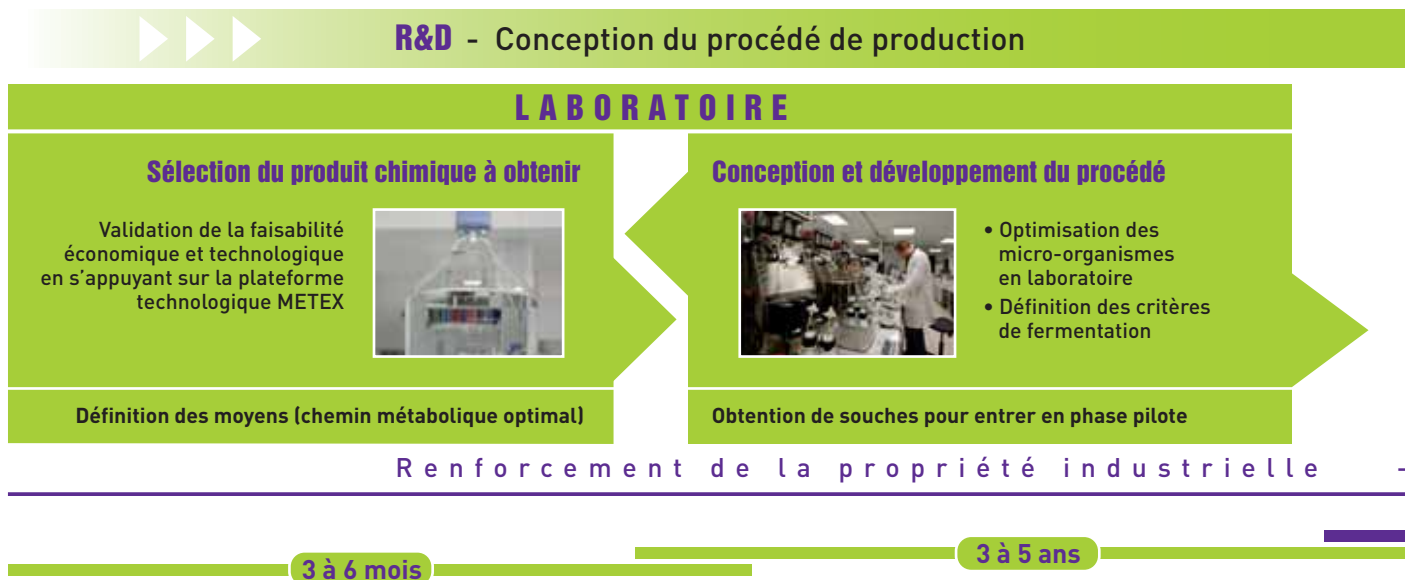 R&D - Conception du procédé de production
LABORATOIRE
Sélection du produit chimique à obtenir
Validation de la faisabilité
économique et technologique
en s'appuyant sur la plateforme
technologique METEX
Définition des moyens (chemin métabolique optimal)
Conception et développement du procédé
• Optimisation des
micro-organismes
en laboratoire
• Définition des critères
de fermentation
Obtention de souches pour entrer en phase pilote
Renforcement de la propriété industrielle -
3 à 6 mois
3 à 5 ans